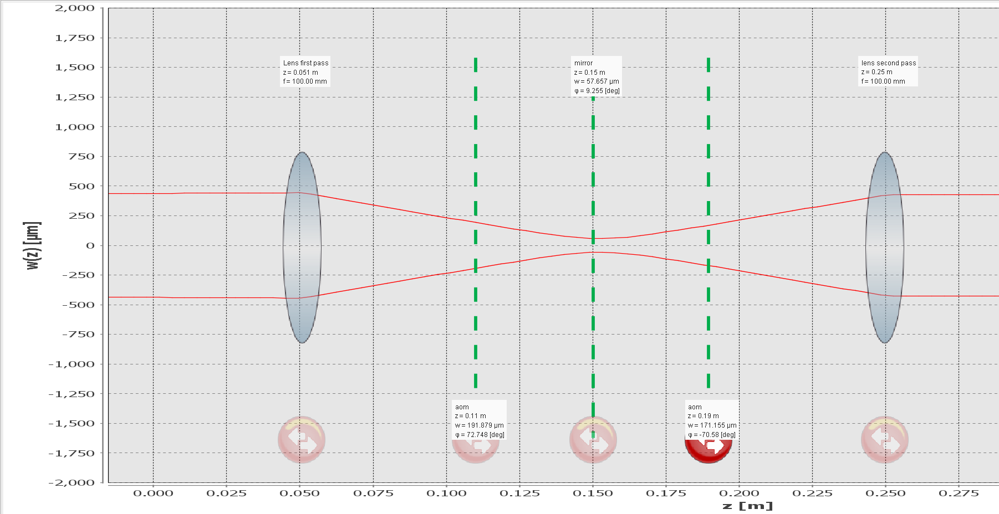 2,000
1,750
1,500
1,250
1,000
750
500
250
0
-250
-500
-750
-1,000
-1,250
-1,500
-1,750
-2,000
w(z) [µm]
Lens first pass
z = 0.051 m
f = 100.00 mm
mirror
z = 0.15 m
w = 57.657 µm
φ = 9.255 [deg]
lens second pass
z = 0.25 m
f = 100.00 mm
aom
z = 0.11 m
w = 191.879 µm
φ = 72.748 [deg]
aom
z = 0.19 m
w = 171.155 µm
φ = -70.58 [deg]
0.000 0.025 0.050 0.075 0.100 0.125 0.150 0.175 0.200 0.225 0.250 0.275
z [m]